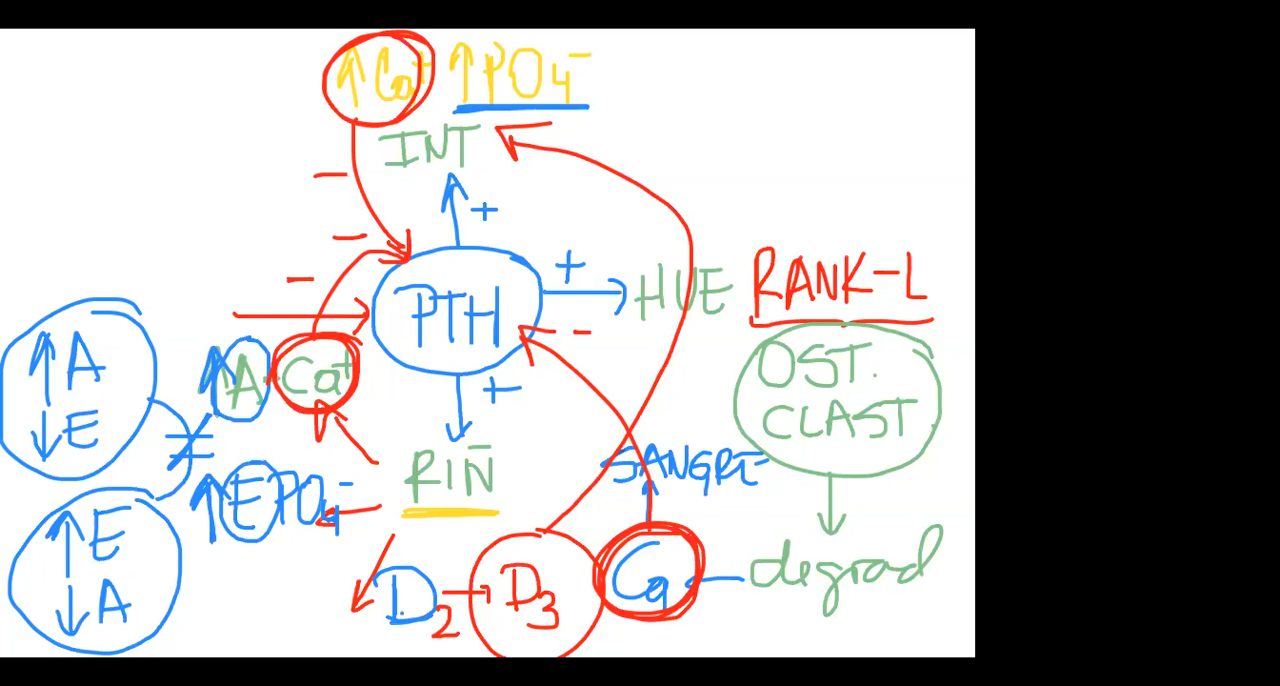 ↑Ca⁺ ↑PO₄⁻
INT
+
−
−
−
+
PTH
HUE
RANK-L
−
↑A
↓E
↑A Ca⁺
+
OST.
CLAST
RIÑ
SANGRE
↑E PO₄⁻
↑E
↓A
D₂ → D₃
Ca
degrad